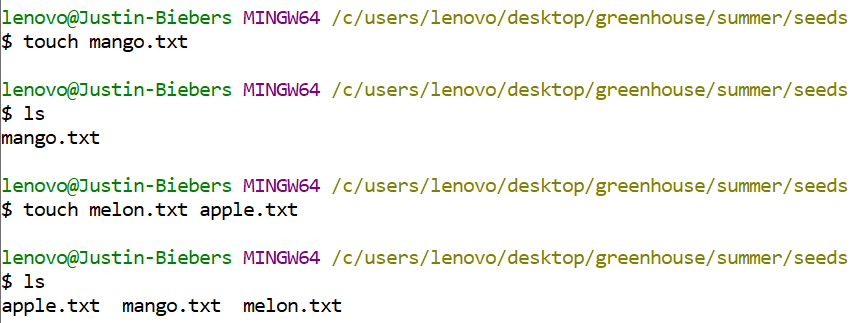 lenovo@Justin-Biebers MINGW64 /c/users/lenovo/desktop/greenhouse/summer/seeds
$ touch mango.txt
lenovo@Justin-Biebers MINGW64 /c/users/lenovo/desktop/greenhouse/summer/seeds
$ ls
mango.txt
lenovo@Justin-Biebers MINGW64 /c/users/lenovo/desktop/greenhouse/summer/seeds
$ touch melon.txt apple.txt
lenovo@Justin-Biebers MINGW64 /c/users/lenovo/desktop/greenhouse/summer/seeds
$ ls
apple.txt  mango.txt  melon.txt